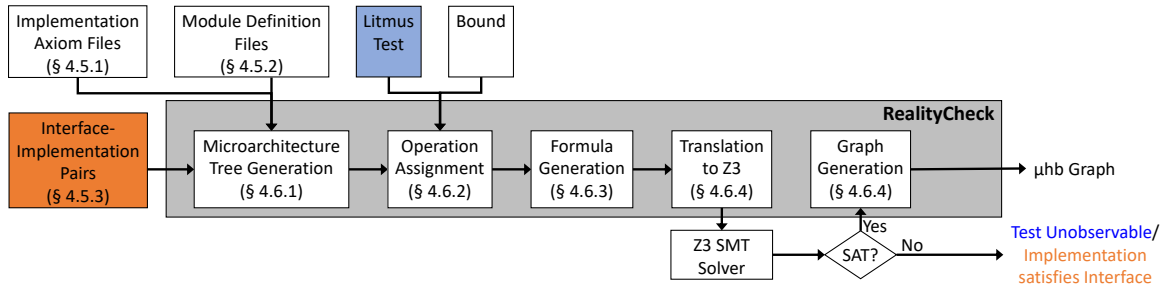 Implementation
Axiom Files
(§ 4.5.1)
Module Definition
Files
(§ 4.5.2)
Litmus
Test
Bound
RealityCheck
Interface-
Implementation
Pairs
(§ 4.5.3)
Microarchitecture
Tree Generation
(§ 4.6.1)
Operation
Assignment
(§ 4.6.2)
Formula
Generation
(§ 4.6.3)
Translation
to Z3
(§ 4.6.4)
Graph
Generation
(§ 4.6.4)
μhb Graph
Yes
Z3 SMT
Solver
SAT?
No
Test Unobservable/
Implementation
satisfies Interface